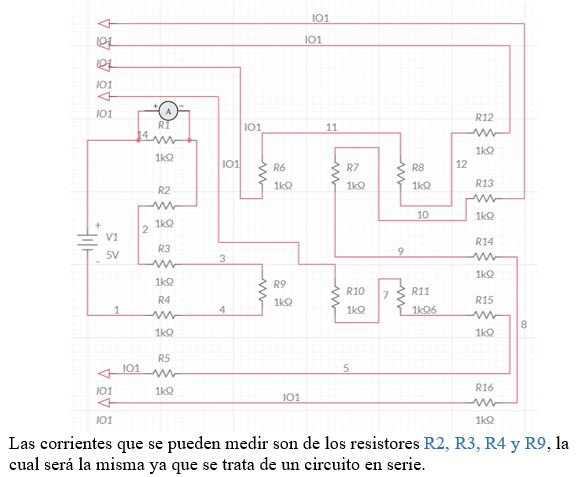 IO1
IO1
IO1
IO1
IO1
IO1
+ A −
R1
14
1kΩ
IO1
11
R12
1kΩ
IO1
R6
1kΩ
R7
1kΩ
R8
1kΩ
12
R13
1kΩ
R2
1kΩ
10
2
+
V1
5V
-
R3
1kΩ
3
9
R14
1kΩ
R9
1kΩ
R10
1kΩ
7
R11
1kΩ6
R4
1kΩ
1
4
R15
1kΩ
8
R5
1kΩ
IO1
5
IO1
IO1
R16
1kΩ
IO1
Las corrientes que se pueden medir son de los resistores R2, R3, R4 y R9, la
cual será la misma ya que se trata de un circuito en serie.